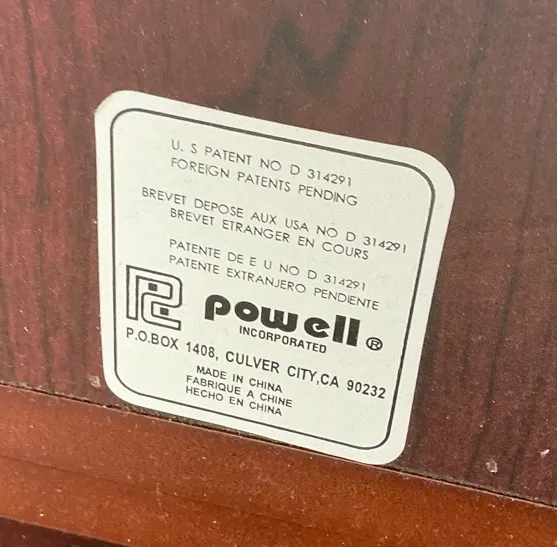 U. S PATENT NO D 314291
FOREIGN PATENTS PENDING
BREVET DEPOSE AUX USA NO D 314291
BREVET ETRANGER EN COURS
PATENTE DE E U NO D 314291
PATENTE EXTRANJERO PENDIENTE
powell®
INCORPORATED
P.O.BOX 1408, CULVER CITY,CA 90232
MADE IN CHINA
FABRIQUE A CHINE
HECHO EN CHINA